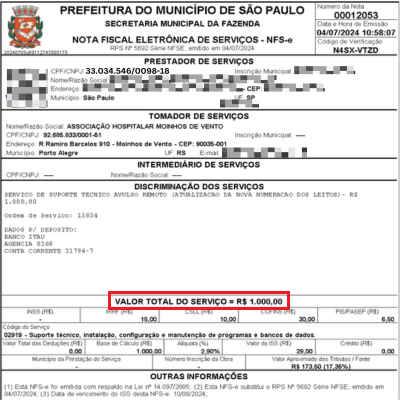 PREFEITURA DO MUNICÍPIO DE SÃO PAULO
SECRETARIA MUNICIPAL DA FAZENDA
NOTA FISCAL ELETRÔNICA DE SERVIÇOS - NFS-e
RPS Nº 5692 Série NFSE, emitido em 04/07/2024
Número da Nota
00012053
Data e Hora de Emissão
04/07/2024 10:58:07
Código de Verificação
N4SX-VTZD
PRESTADOR DE SERVIÇOS
CPF/CNPJ: 33.034.546/0098-18
Inscrição Municipal:
Nome/Razão Social:
Endereço:
CEP:
Município: São Paulo
UF: SP
TOMADOR DE SERVIÇOS
Nome/Razão Social: ASSOCIAÇÃO HOSPITALAR MOINHOS DE VENTO
CPF/CNPJ: 92.685.833/0001-51
Inscrição Municipal: ----
Endereço: R Ramiro Barcelos 910 - Moinhos de Vento - CEP: 90035-001
Município: Porto Alegre
UF: RS
E-mail:
INTERMEDIÁRIO DE SERVIÇOS
CPF/CNPJ: ----
Nome/Razão Social: ----
DISCRIMINAÇÃO DOS SERVIÇOS
SERVICO DE SUPORTE TECNICO AVULSO REMOTO (ATUALIZACAO DA NOVA NUMERACAO DOS LEITOS)- R$
1.000,00
Ordem de Servico: 12834
DADOS P/ DEPOSITO:
BANCO ITAU
AGENCIA 0368
CONTA CORRENTE 31794-7
VALOR TOTAL DO SERVIÇO = R$ 1.000,00
INSS (R$)
-
IRRF (R$)
15,00
CSLL (R$)
10,00
COFINS (R$)
30,00
PIS/PASEP (R$)
6,50
Código do Serviço
02919 - Suporte técnico, instalação, configuração e manutenção de programas e bancos de dados.
Valor Total das Deduções (R$)
0,00
Base de Cálculo (R$)
1.000,00
Alíquota (%)
2,90%
Valor do ISS (R$)
29,00
Crédito (R$)
0,00
Município da Prestação do Serviço
-
Número Inscrição da Obra
-
Valor Aproximado dos Tributos / Fonte
R$ 173,50 (17,35%)
OUTRAS INFORMAÇÕES
(1) Esta NFS-e foi emitida com respaldo na Lei nº 14.097/2005; (2) Esta NFS-e substitui o RPS Nº 5692 Série NFSE, emitido em
04/07/2024; (3) Data de vencimento do ISS desta NFS-e: 10/08/2024;